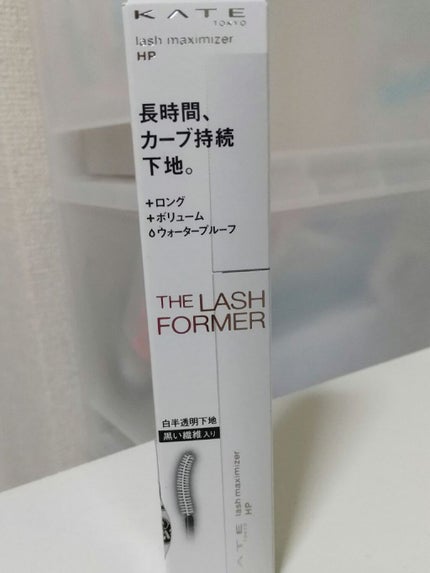 KATE
TOKYO
lash maximizer
HP
長時間、
カーブ持続
下地。
+ロング
+ボリューム
ウォータープルーフ
THE LASH
FORMER
白半透明下地
黒い繊維入り
KATE
TOKYO
lash maximizer
HP